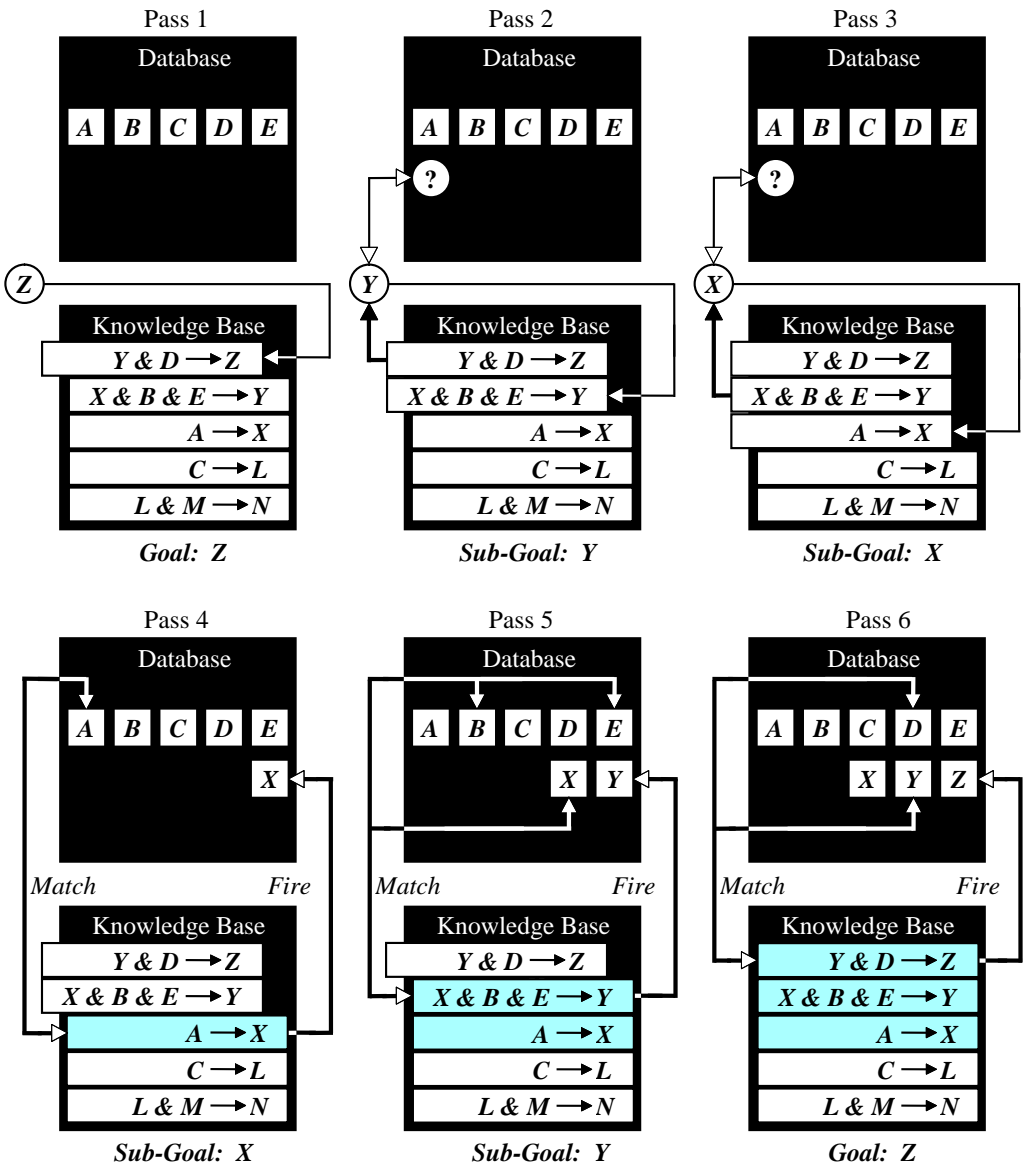 Pass 1
Database
A B C D E
Z
Knowledge Base
Y & D → Z
X & B & E → Y
A → X
C → L
L & M → N
Goal: Z
Pass 2
Database
A B C D E
?
Y
Knowledge Base
Y & D → Z
X & B & E → Y
A → X
C → L
L & M → N
Sub-Goal: Y
Pass 3
Database
A B C D E
?
X
Knowledge Base
Y & D → Z
X & B & E → Y
A → X
C → L
L & M → N
Sub-Goal: X
Pass 4
Database
A B C D E
X
Match Fire
Knowledge Base
Y & D → Z
X & B & E → Y
A → X
C → L
L & M → N
Sub-Goal: X
Pass 5
Database
A B C D E
X Y
Match Fire
Knowledge Base
Y & D → Z
X & B & E → Y
A → X
C → L
L & M → N
Sub-Goal: Y
Pass 6
Database
A B C D E
X Y Z
Match Fire
Knowledge Base
Y & D → Z
X & B & E → Y
A → X
C → L
L & M → N
Goal: Z